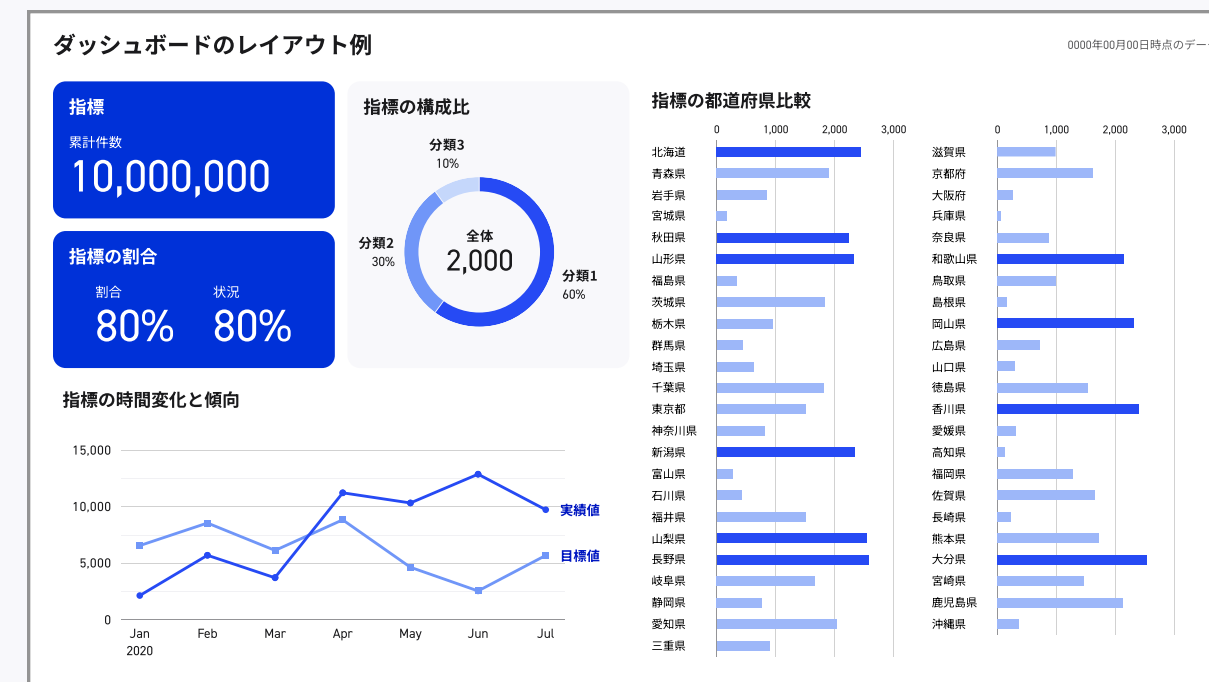 ダッシュボードのレイアウト例
0000年00月00日時点のデー
指標
累計件数
10,000,000
指標の割合
割合
80%
状況
80%
指標の構成比
分類3
10%
分類2
30%
全体
2,000
分類1
60%
指標の時間変化と傾向
15,000
10,000
5,000
0
実績値
目標値
Jan Feb Mar Apr May Jun Jul
2020
指標の都道府県比較
0 1,000 2,000 3,000
北海道
青森県
岩手県
宮城県
秋田県
山形県
福島県
茨城県
栃木県
群馬県
埼玉県
千葉県
東京都
神奈川県
新潟県
富山県
石川県
福井県
山梨県
長野県
岐阜県
静岡県
愛知県
三重県
0 1,000 2,000 3,000
滋賀県
京都府
大阪府
兵庫県
奈良県
和歌山県
鳥取県
島根県
岡山県
広島県
山口県
徳島県
香川県
愛媛県
高知県
福岡県
佐賀県
長崎県
熊本県
大分県
宮崎県
鹿児島県
沖縄県